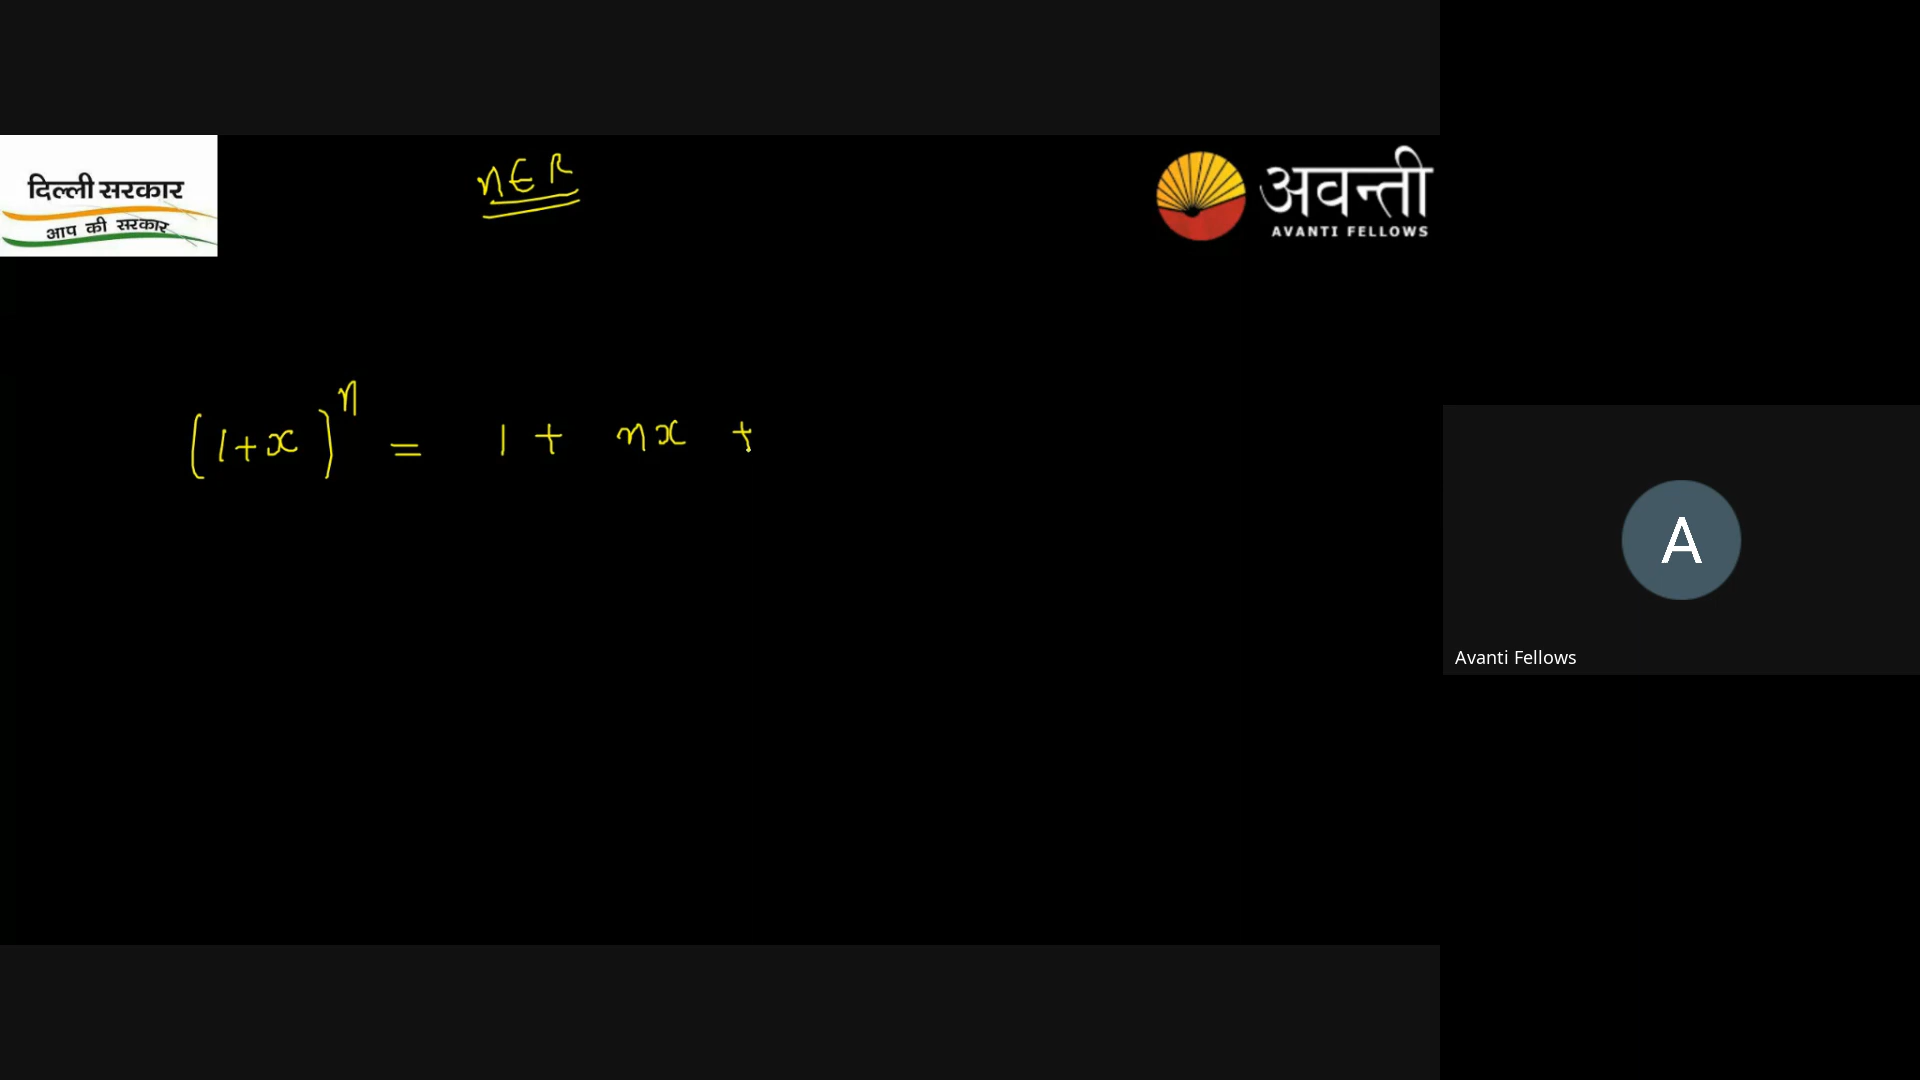 n∈R
दिल्ली सरकार
आप की सरकार
अवन्ती
AVANTI FELLOWS
(1+x)^n = 1 + nx +
A
Avanti Fellows